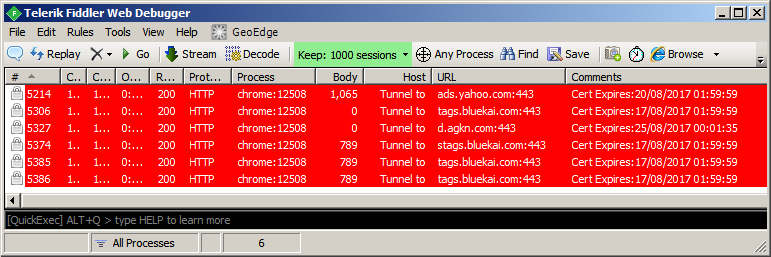 Telerik Fiddler Web Debugger
File Edit Rules Tools View Help GeoEdge
Replay Go Stream Decode Keep: 1000 sessions Any Process Find Save Browse
# C... C... O... R... Prot... Process Body Host URL Comments
5214 1.. 1... 0:... 200 HTTP chrome:12508 1,065 Tunnel to ads.yahoo.com:443 Cert Expires:20/08/2017 01:59:59
5306 1.. 1... 0:... 200 HTTP chrome:12508 0 Tunnel to tags.bluekai.com:443 Cert Expires:17/08/2017 01:59:59
5327 1.. 1... 0:... 200 HTTP chrome:12508 0 Tunnel to d.agkn.com:443 Cert Expires:25/08/2017 00:01:35
5374 1.. 1... 0:... 200 HTTP chrome:12508 789 Tunnel to stags.bluekai.com:443 Cert Expires:17/08/2017 01:59:59
5385 1.. 1... 0:... 200 HTTP chrome:12508 789 Tunnel to tags.bluekai.com:443 Cert Expires:17/08/2017 01:59:59
5386 1.. 1... 0:... 200 HTTP chrome:12508 789 Tunnel to tags.bluekai.com:443 Cert Expires:17/08/2017 01:59:59
[QuickExec] ALT+Q > type HELP to learn more
All Processes 6